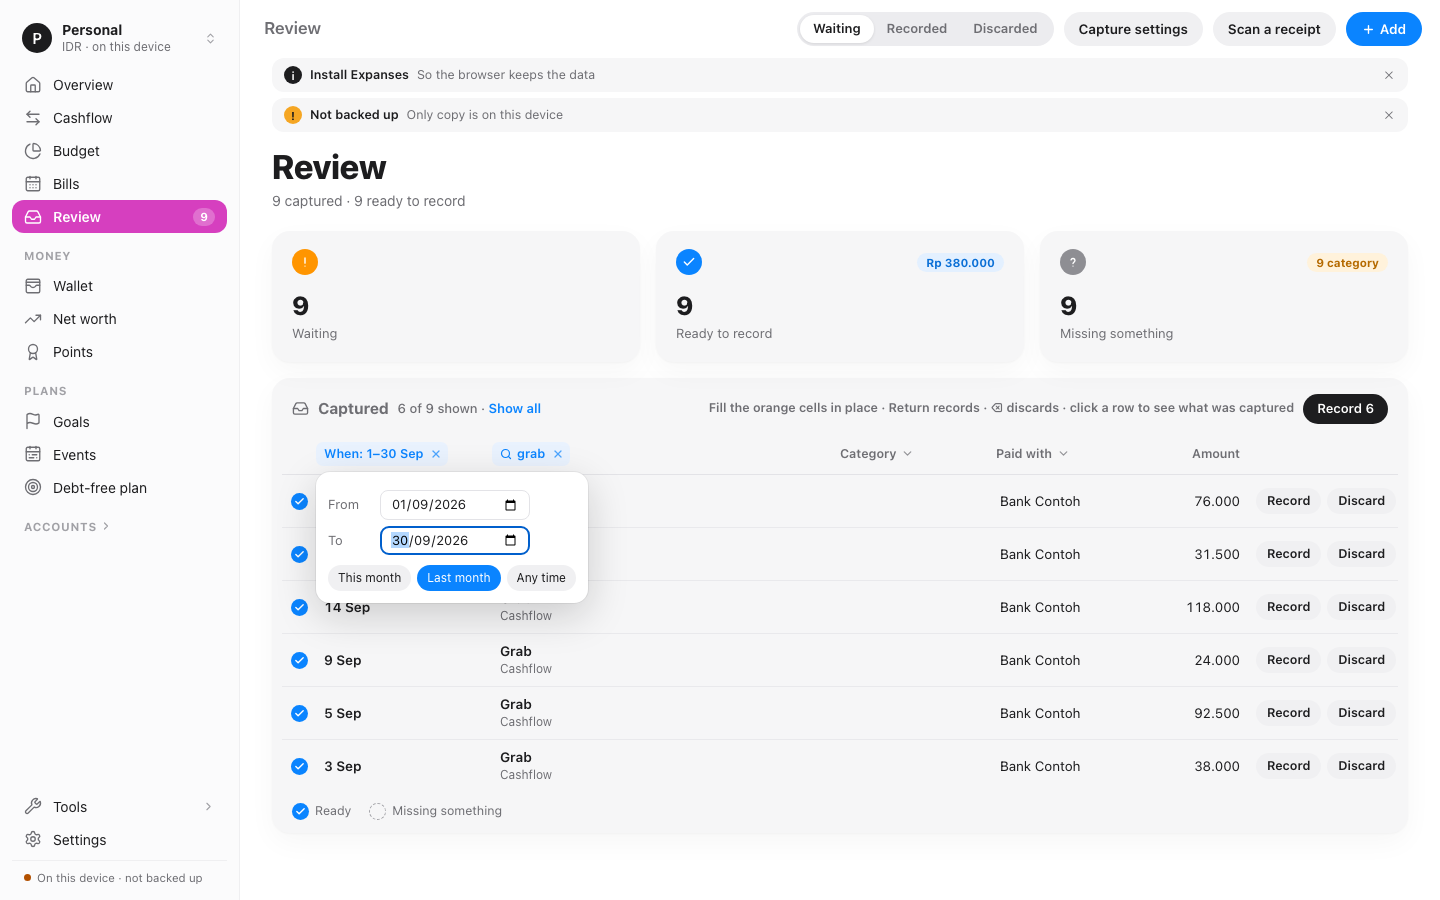 P
Personal
IDR · on this device
Overview
Cashflow
Budget
Bills
Review 9
MONEY
Wallet
Net worth
Points
PLANS
Goals
Events
Debt-free plan
ACCOUNTS
Tools
Settings
On this device · not backed up
Review
Waiting Recorded Discarded
Capture settings
Scan a receipt
+ Add
Install Expanses So the browser keeps the data
Not backed up Only copy is on this device
Review
9 captured · 9 ready to record
9
Waiting
Rp 380.000
9
Ready to record
9 category
9
Missing something
Captured 6 of 9 shown · Show all
Fill the orange cells in place · Return records · ⌫ discards · click a row to see what was captured
Record 6
When: 1–30 Sep grab Category Paid with Amount
From 01/09/2026
To 30/09/2026
This month Last month Any time
Bank Contoh 76.000 Record Discard
Bank Contoh 31.500 Record Discard
14 Sep Cashflow Bank Contoh 118.000 Record Discard
9 Sep Grab Bank Contoh 24.000 Record Discard
Cashflow
5 Sep Grab Bank Contoh 92.500 Record Discard
Cashflow
3 Sep Grab Bank Contoh 38.000 Record Discard
Cashflow
Ready Missing something